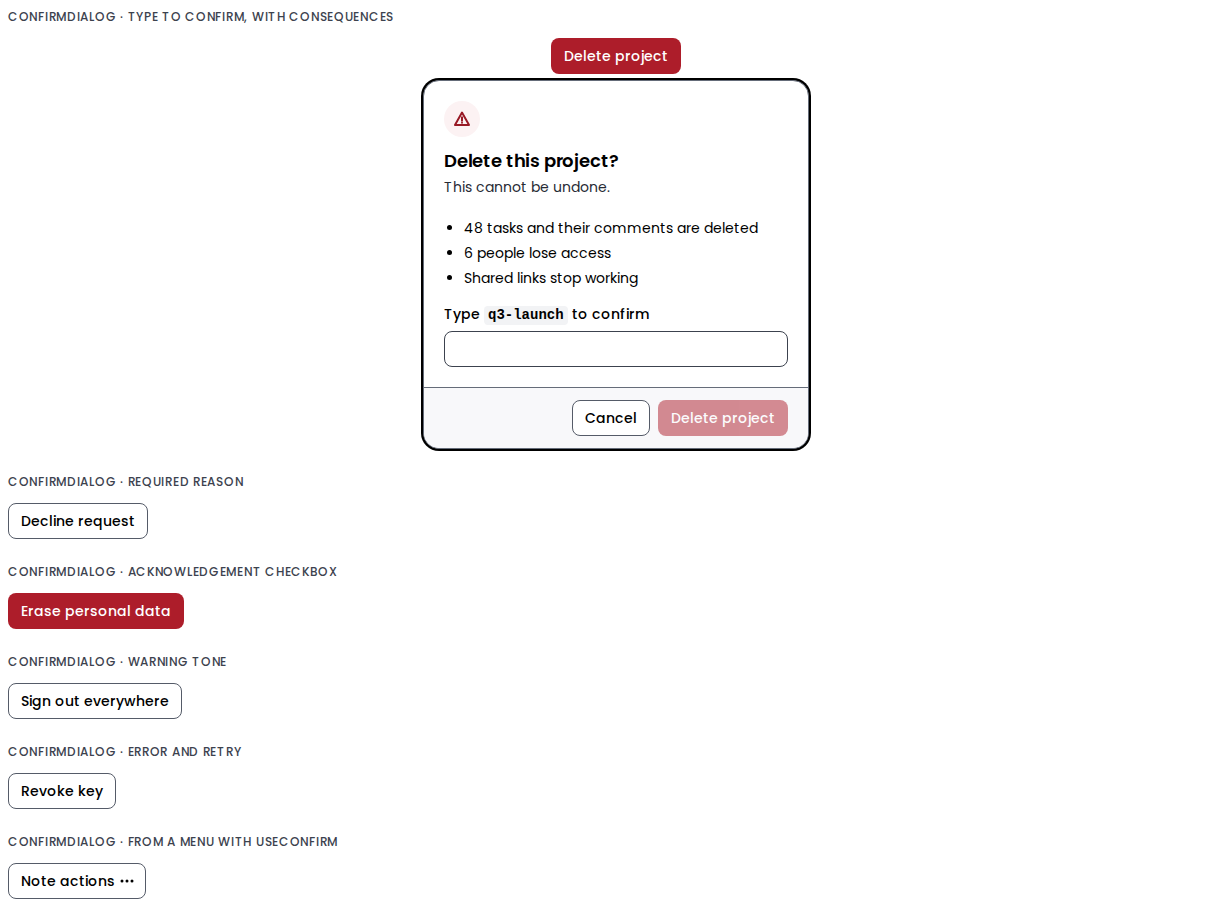 CONFIRMDIALOG · TYPE TO CONFIRM, WITH CONSEQUENCES
Delete project
Delete this project?
This cannot be undone.
• 48 tasks and their comments are deleted
• 6 people lose access
• Shared links stop working
Type q3-launch to confirm
Cancel Delete project
CONFIRMDIALOG · REQUIRED REASON
Decline request
CONFIRMDIALOG · ACKNOWLEDGEMENT CHECKBOX
Erase personal data
CONFIRMDIALOG · WARNING TONE
Sign out everywhere
CONFIRMDIALOG · ERROR AND RETRY
Revoke key
CONFIRMDIALOG · FROM A MENU WITH USECONFIRM
Note actions ···